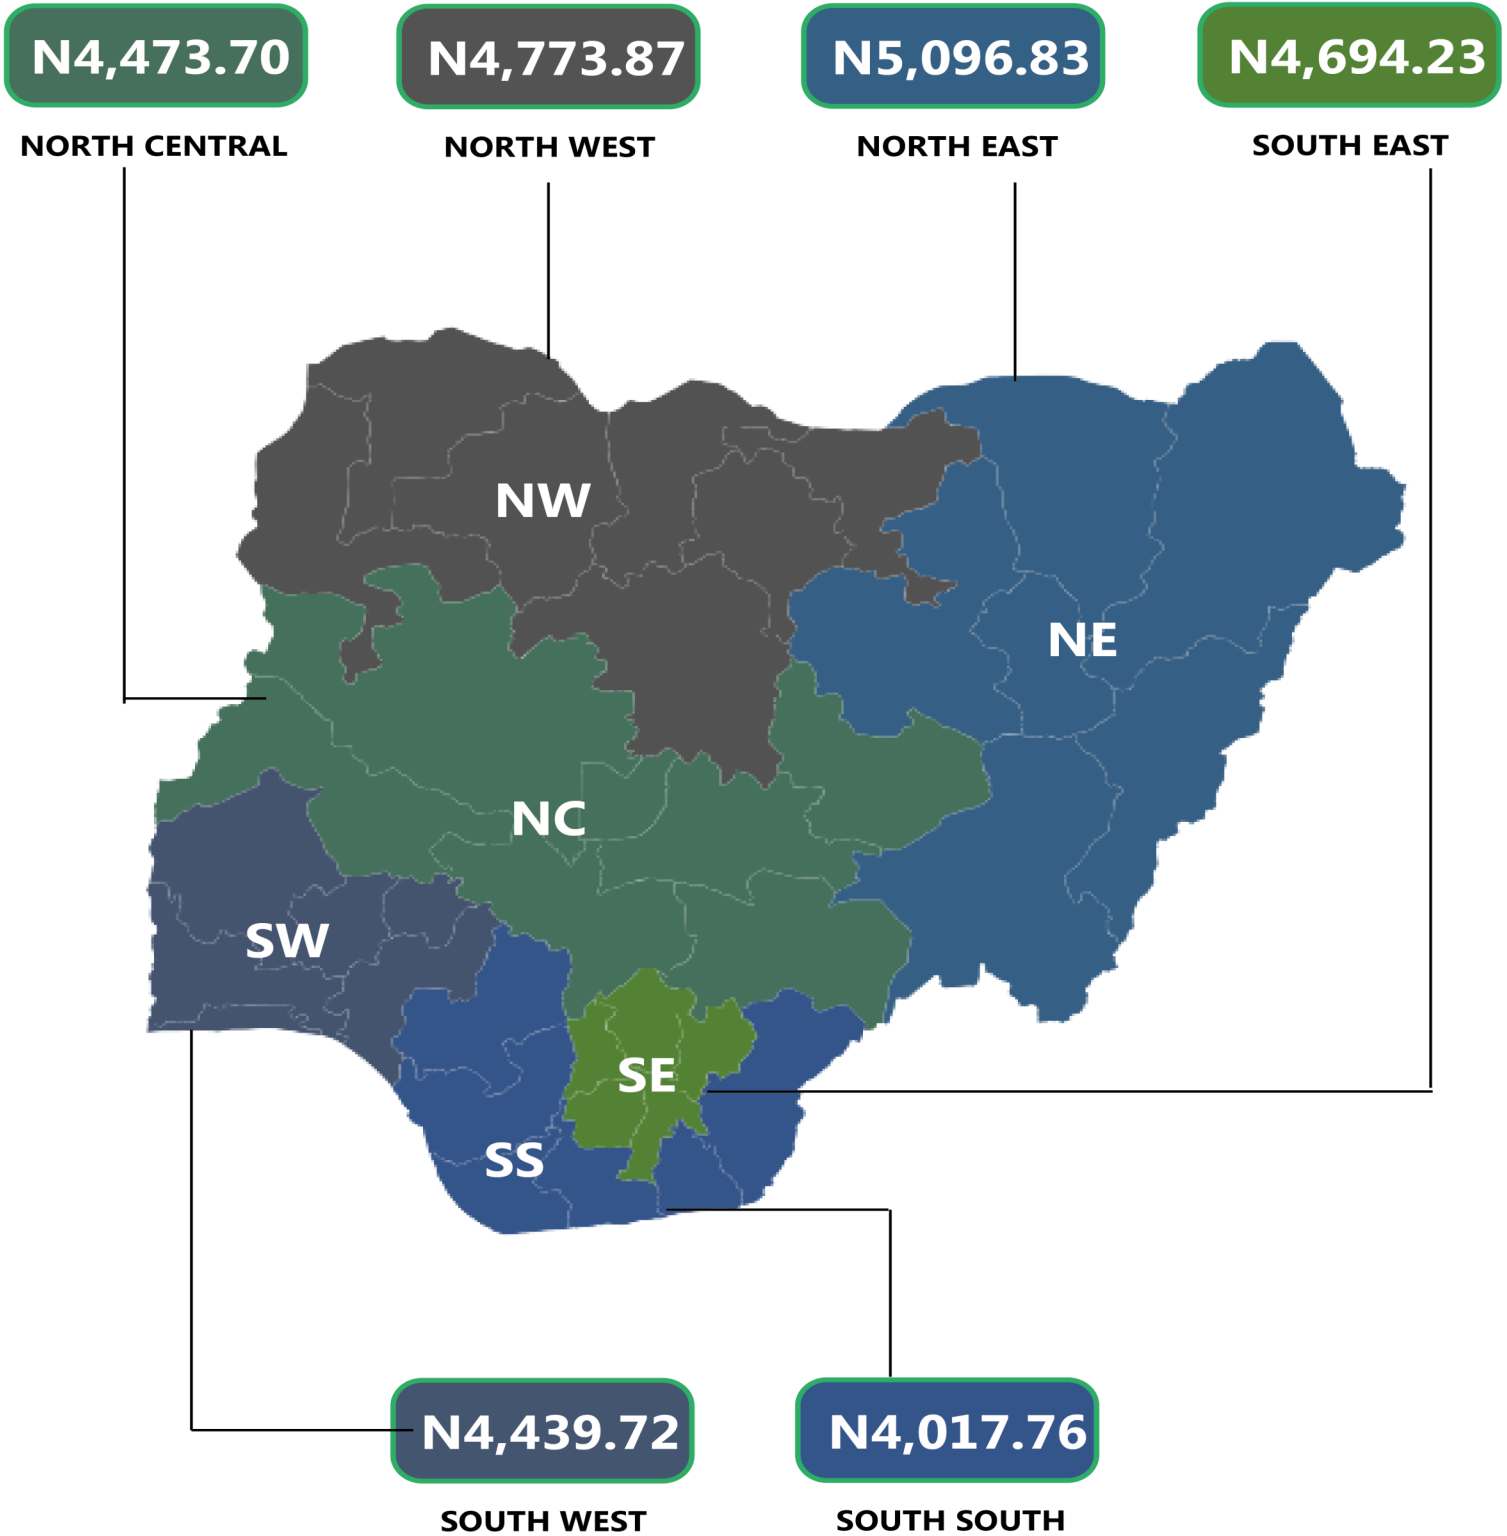 N4,473.70
NORTH CENTRAL
N4,773.87
NORTH WEST
N5,096.83
NORTH EAST
N4,694.23
SOUTH EAST
NW
NE
NC
SW
SE
SS
N4,439.72
SOUTH WEST
N4,017.76
SOUTH SOUTH